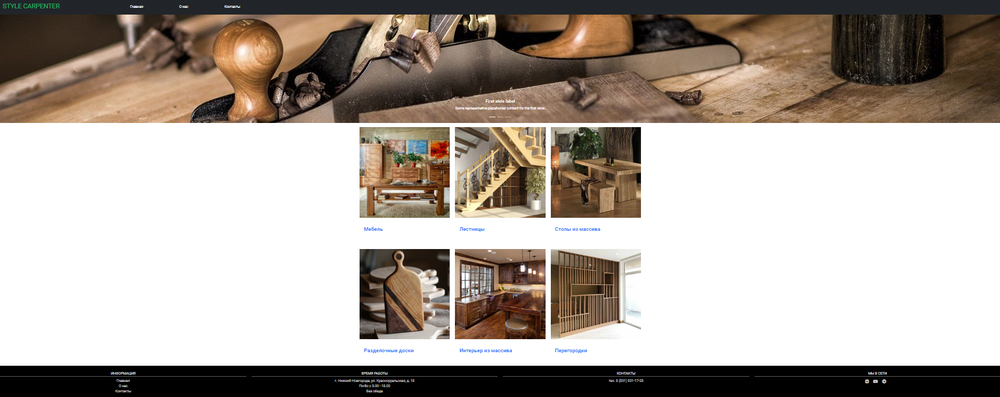 STYLE CARPENTER
Главная
О нас
Контакты
First slide label
Some representative placeholder content for the first slide.
Мебель
Лестницы
Столы из массива
Разделочные доски
Интерьер из массива
Перегородки
ИНФОРМАЦИЯ
Главная
О нас
Контакты
ВРЕМЯ РАБОТЫ
г. Нижний Новгорода, ул. Красноуральская, д. 18
Пн-Вс с 9.00 - 18.00
Без обеда
КОНТАКТЫ
тел. 8 (831) 931-17-28
МЫ В СЕТИ